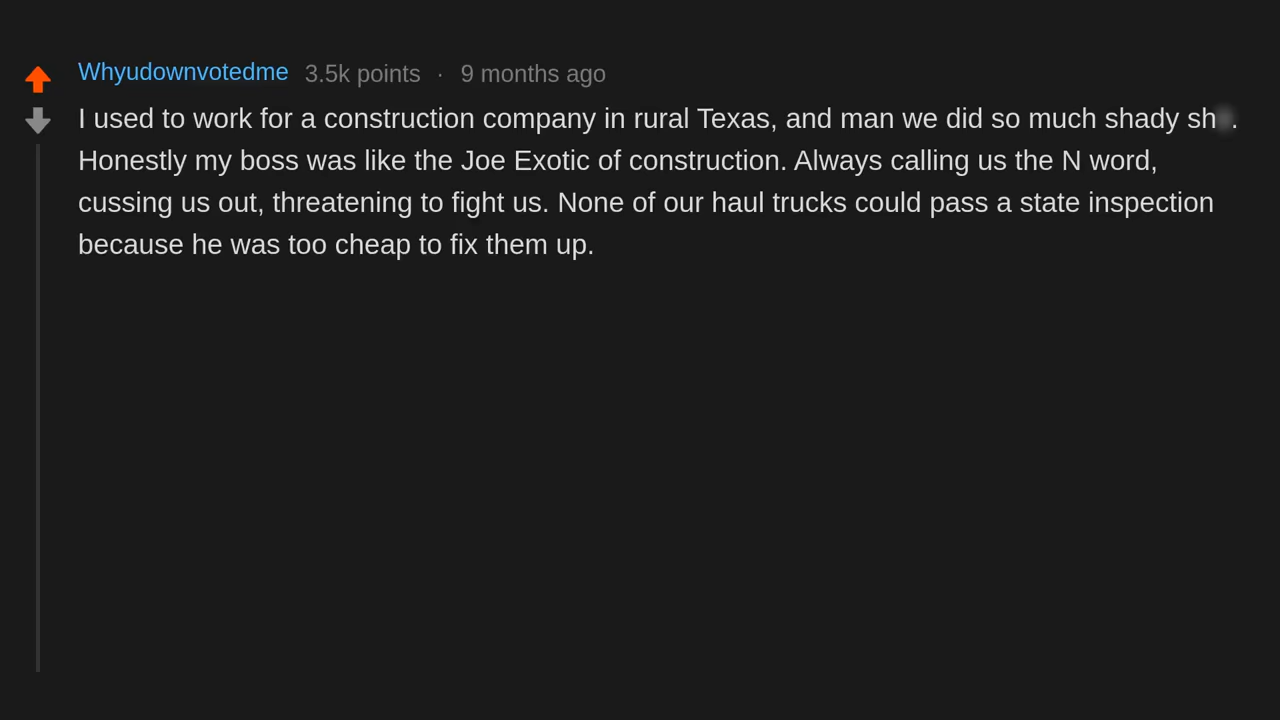 Whyudownvotedme 3.5k points · 9 months ago
I used to work for a construction company in rural Texas, and man we did so much shady sh .
Honestly my boss was like the Joe Exotic of construction. Always calling us the N word,
cussing us out, threatening to fight us. None of our haul trucks could pass a state inspection
because he was too cheap to fix them up.